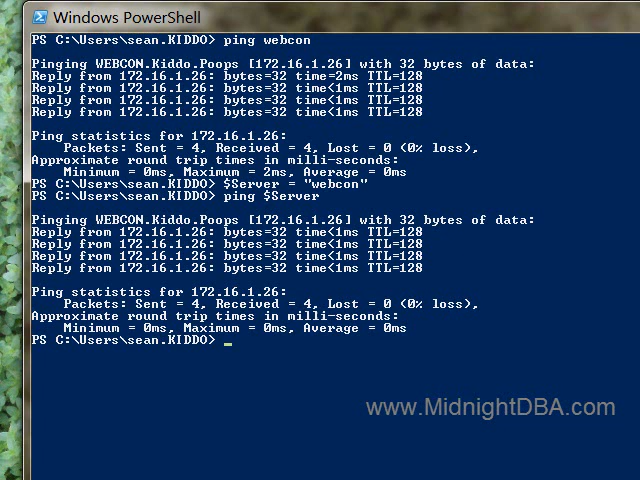 Windows PowerShell
PS C:\Users\sean.KIDDO> ping webcon
Pinging WEBCON.Kiddo.Poops [172.16.1.26] with 32 bytes of data:
Reply from 172.16.1.26: bytes=32 time=2ms TTL=128
Reply from 172.16.1.26: bytes=32 time<1ms TTL=128
Reply from 172.16.1.26: bytes=32 time<1ms TTL=128
Reply from 172.16.1.26: bytes=32 time<1ms TTL=128
Ping statistics for 172.16.1.26:
    Packets: Sent = 4, Received = 4, Lost = 0 (0% loss),
Approximate round trip times in milli-seconds:
    Minimum = 0ms, Maximum = 2ms, Average = 0ms
PS C:\Users\sean.KIDDO> $Server = "webcon"
PS C:\Users\sean.KIDDO> ping $Server
Pinging WEBCON.Kiddo.Poops [172.16.1.26] with 32 bytes of data:
Reply from 172.16.1.26: bytes=32 time<1ms TTL=128
Reply from 172.16.1.26: bytes=32 time<1ms TTL=128
Reply from 172.16.1.26: bytes=32 time<1ms TTL=128
Reply from 172.16.1.26: bytes=32 time<1ms TTL=128
Ping statistics for 172.16.1.26:
    Packets: Sent = 4, Received = 4, Lost = 0 (0% loss),
Approximate round trip times in milli-seconds:
    Minimum = 0ms, Maximum = 0ms, Average = 0ms
PS C:\Users\sean.KIDDO> _
www.MidnightDBA.com